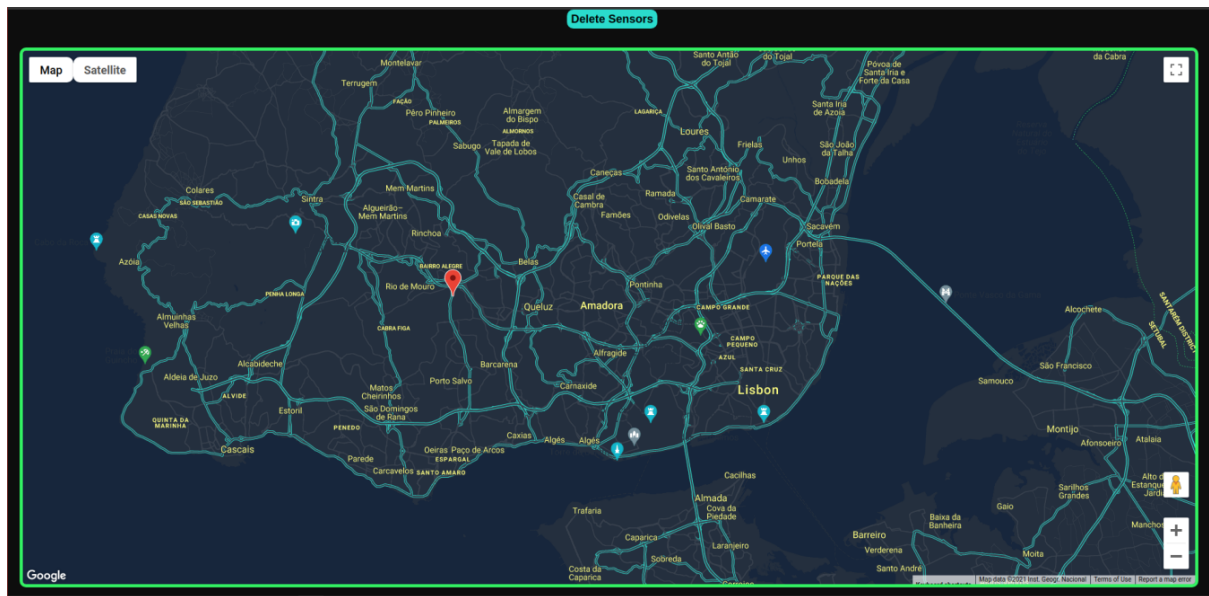 Delete Sensors
Map
Satellite
Montelavar
Santo Antão
do Tojal
do Tojal
Póvoa de
Santa Iria e
Forte da Casa
da Cabra
Terrugem
FAÇÃO
Pêro Pinheiro
PALMEIROS
Almargem
do Bispo
ALMORNOS
LAGARIÇA
Santa Iria
de Azoia
Loures
Sabugo
Tapada de
Vale de Lobos
Frielas
São João
da Talha
Unhos
Caneças
Santo António
dos Cavaleiros
Bobadela
Colares
SÃO SEBASTIÃO
Sintra
Mem Martins
Casal de
Cambra
Ramada
Camarate
CASAS NOVAS
Algueirão–
Mem Martins
Famões
Odivelas
Olival Basto
Sacavém
Rinchoa
Portela
Azóia
BAIRRO ALEGRE
Belas
PARQUE DAS
NAÇÕES
PENHA LONGA
Rio de Mouro
Pontinha
Queluz
Amadora
CAMPO GRANDE
Alcochete
SANTARÉM DISTRICT
SETUBAL
Almuinhas
Velhas
CABRA FIGA
CAMPO
PEQUENO
Alfragide
AZUL
Alcabideche
Barcarena
SANTA CRUZ
São Francisco
Aldeia de Juzo
Porto Salvo
Carnaxide
Lisbon
Samouco
ALVIDE
Matos
Cheirinhos
Estoril
São Domingos
de Rana
QUINTA DA
MARINHA
PENEDO
Montijo
Caxias
Algés
Algés
Afonsoeiro
Atalaia
Cascais
Oeiras
Paço de Arcos
Parede
ESPARGAL
Carcavelos
SANTO AMARO
Cacilhas
Alto d
Estanque
Jardi
Sarilhos
Grandes
Almada
Trafaria
Cova da
Piedade
Gaio
Baixa da
Banheira
Manchos
Caparica
Laranjeiro
Barreiro
Verderena
Moita
Sobreda
Costa da
Caparica
Santo André
Google
Keyboard shortcuts
Map data ©2021 Inst. Geogr. Nacional
Terms of Use
Report a map error